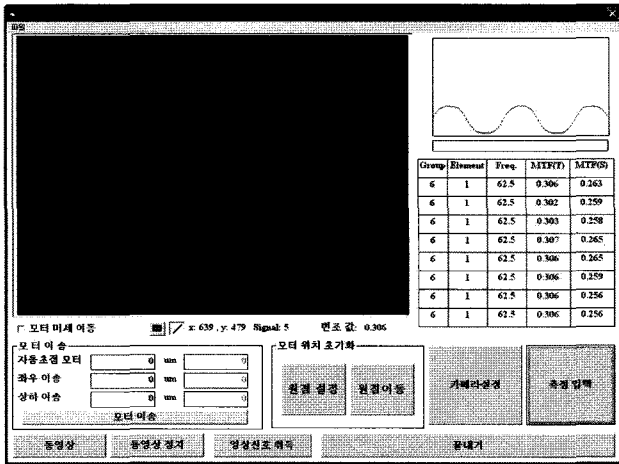 파일
Group Element Freq. MTF(T) MTF(S)
6 1 62.5 0.306 0.263
6 1 62.5 0.302 0.259
6 1 62.5 0.303 0.258
6 1 62.5 0.307 0.265
6 1 62.5 0.306 0.265
6 1 62.5 0.306 0.259
6 1 62.5 0.306 0.256
6 1 62.5 0.306 0.256
모터 미세 이동 x: 639 , y: 479 Signal: 5 변조 값: 0.306
모터 이송
자동초점 모터 0 um 0
좌우 이송 0 um 0
상하 이송 0 um 0
모터 이송
모터 위치 초기화
원점 설정 원점이동
카메라설정
측정 입력
동영상 동영상 정지 영상신호 취득 끝내기